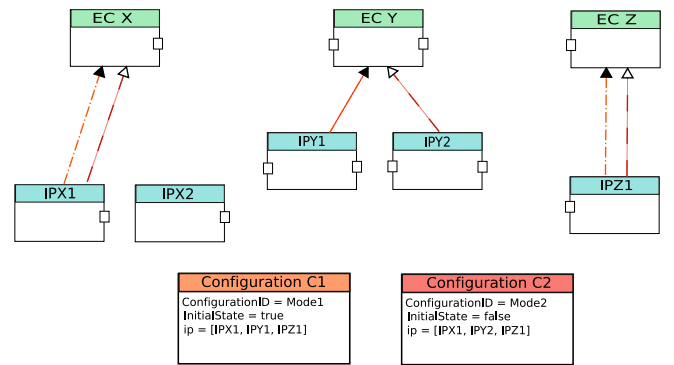 EC X
EC Y
EC Z
IPY1
IPY2
IPX1
IPX2
IPZ1
Configuration C1
ConfigurationID = Mode1
InitialState = true
ip = [IPX1, IPY1, IPZ1]
Configuration C2
ConfigurationID = Mode2
InitialState = false
ip = [IPX1, IPY2, IPZ1]